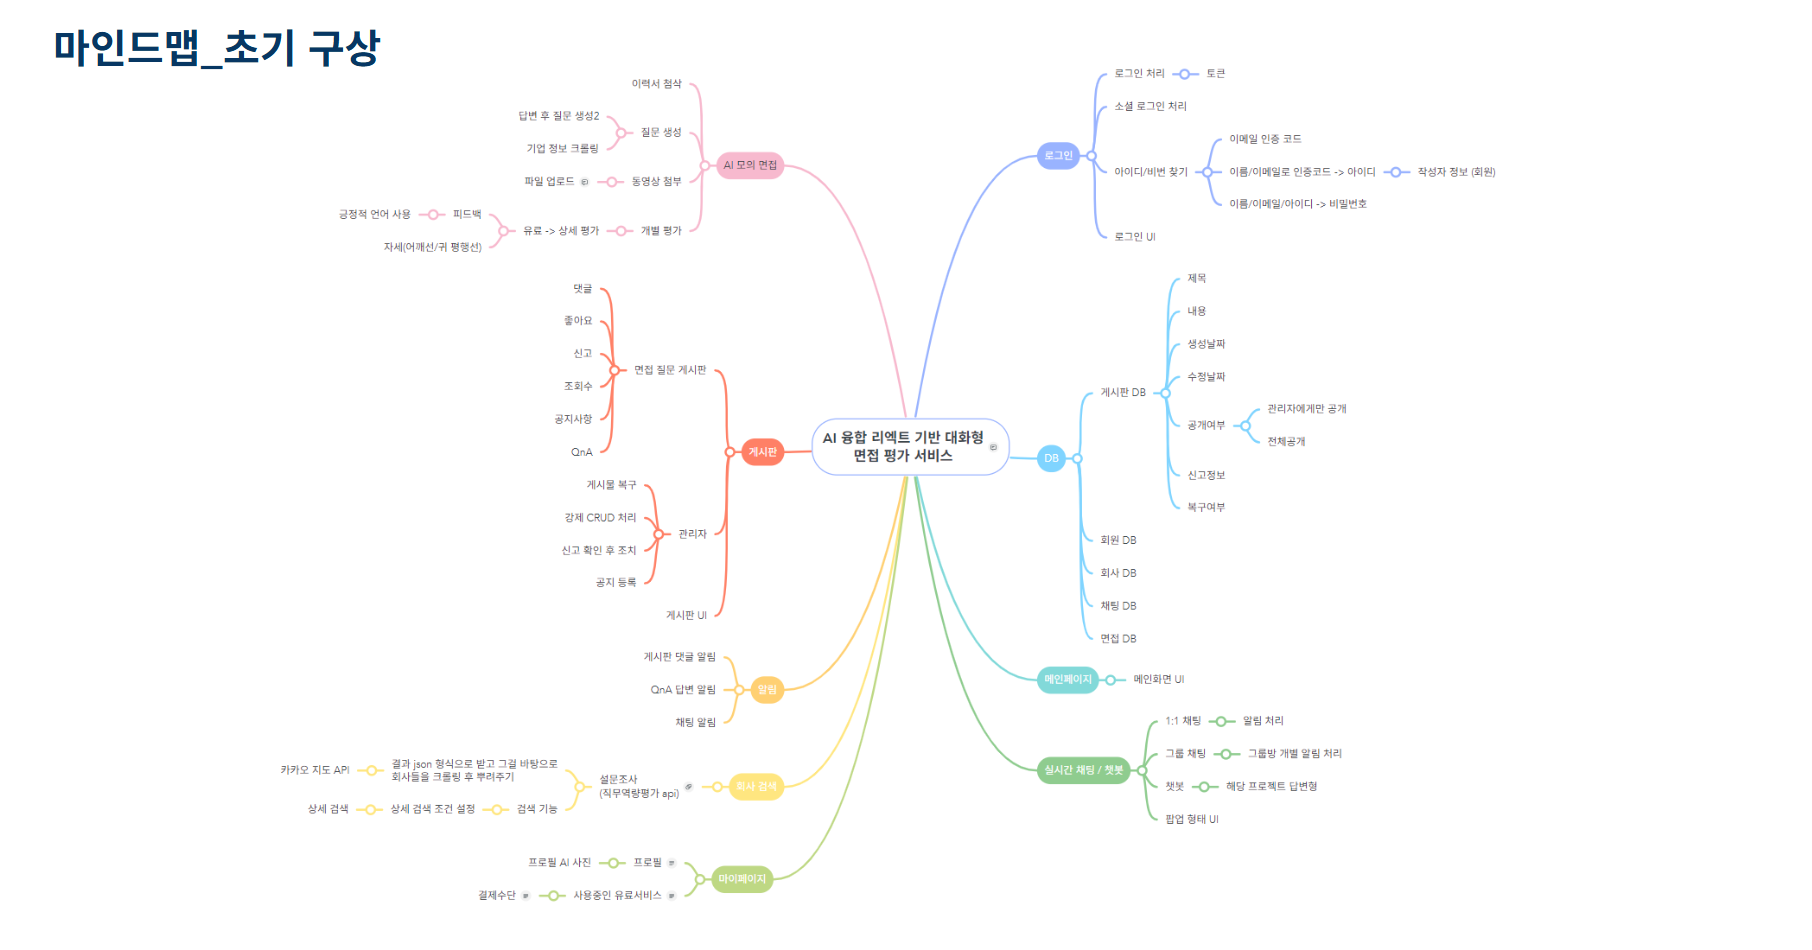 마인드맵_초기 구상
AI 융합 리엑트 기반 대화형
면접 평가 서비스
AI 모의 면접
이력서 첨삭
질문 생성
답변 후 질문 생성2
기업 정보 크롤링
동영상 첨부
파일 업로드
개별 평가
유료 -> 상세 평가
피드백
긍정적 언어 사용
자세(어깨선/귀 평행선)
게시판
면접 질문 게시판
댓글
좋아요
신고
조회수
공지사항
QnA
관리자
게시물 복구
강제 CRUD 처리
신고 확인 후 조치
공지 등록
게시판 UI
알림
게시판 댓글 알림
QnA 답변 알림
채팅 알림
회사 검색
설문조사
(직무역량평가 api)
결과 json 형식으로 받고 그걸 바탕으로
회사들을 크롤링 후 뿌려주기
카카오 지도 API
검색 기능
상세 검색 조건 설정
상세 검색
마이페이지
프로필
프로필 AI 사진
사용중인 유료서비스
결제수단
로그인
로그인 처리
토큰
소셜 로그인 처리
아이디/비번 찾기
이메일 인증 코드
이름/이메일로 인증코드 -> 아이디
작성자 정보 (회원)
이름/이메일/아이디 -> 비밀번호
로그인 UI
DB
게시판 DB
제목
내용
생성날짜
수정날짜
공개여부
관리자에게만 공개
전체공개
신고정보
복구여부
회원 DB
회사 DB
채팅 DB
면접 DB
메인페이지
메인화면 UI
실시간 채팅 / 챗봇
1:1 채팅
알림 처리
그룹 채팅
그룹방 개별 알림 처리
챗봇
해당 프로젝트 답변형
팝업 형태 UI